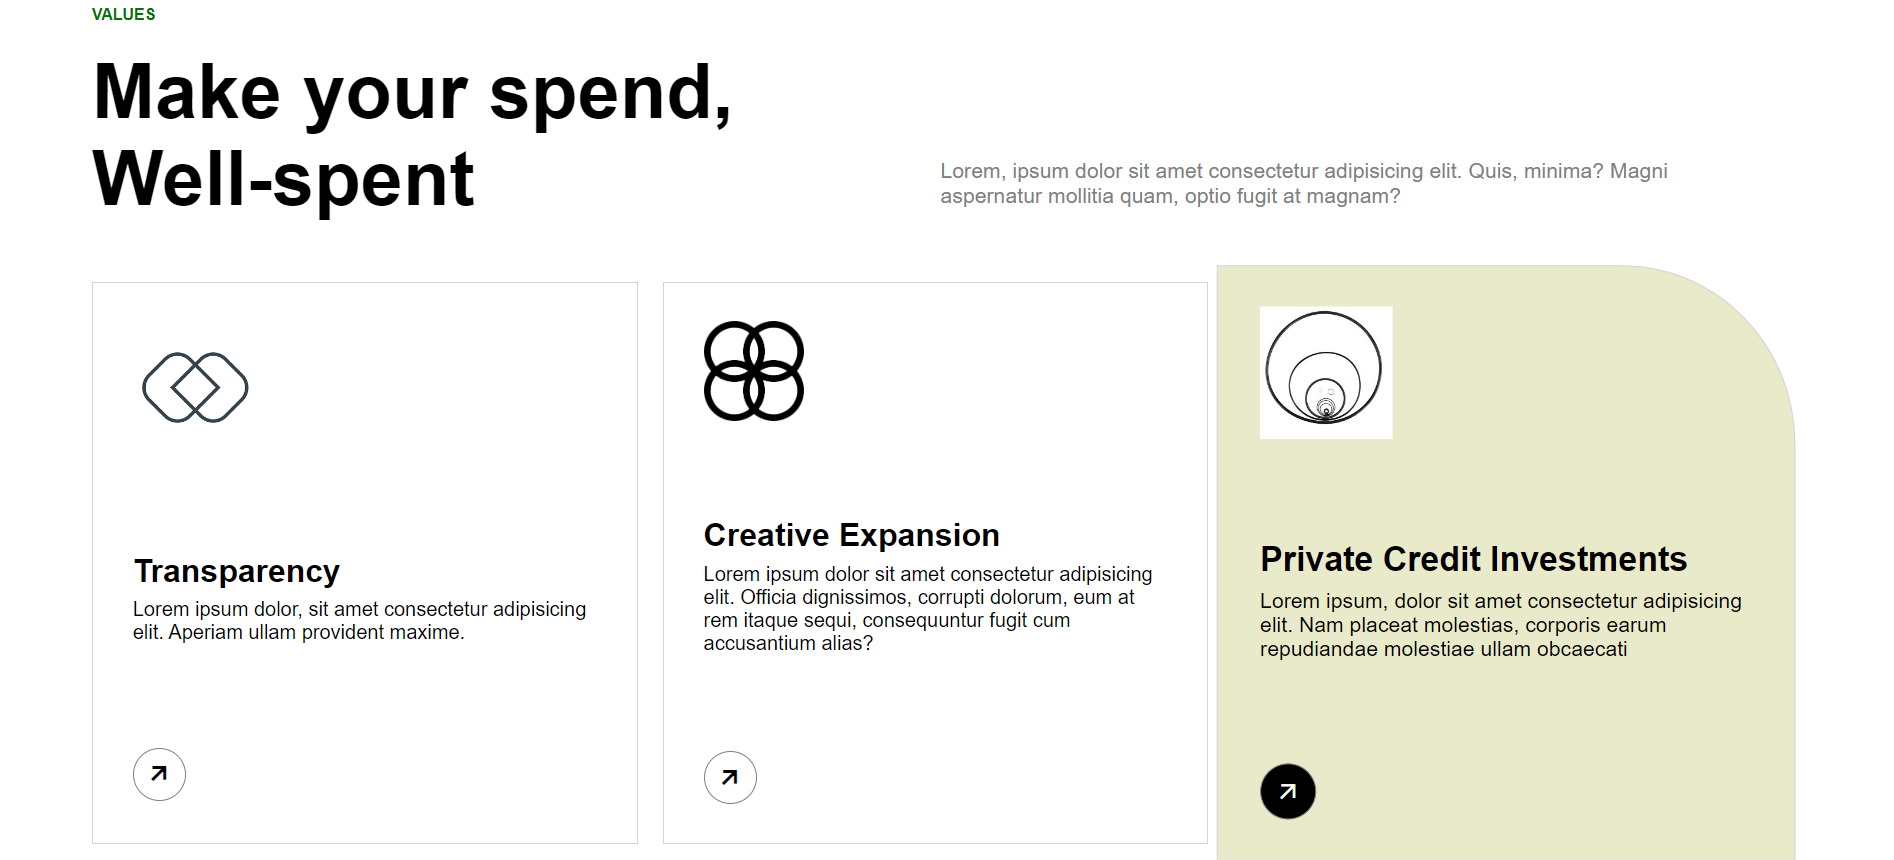 VALUES
Make your spend,
Well-spent
Lorem, ipsum dolor sit amet consectetur adipisicing elit. Quis, minima? Magni
aspernatur mollitia quam, optio fugit at magnam?
Transparency
Lorem ipsum dolor, sit amet consectetur adipisicing
elit. Aperiam ullam provident maxime.
Creative Expansion
Lorem ipsum dolor sit amet consectetur adipisicing
elit. Officia dignissimos, corrupti dolorum, eum at
rem itaque sequi, consequuntur fugit cum
accusantium alias?
Private Credit Investments
Lorem ipsum, dolor sit amet consectetur adipisicing
elit. Nam placeat molestias, corporis earum
repudiandae molestiae ullam obcaecati